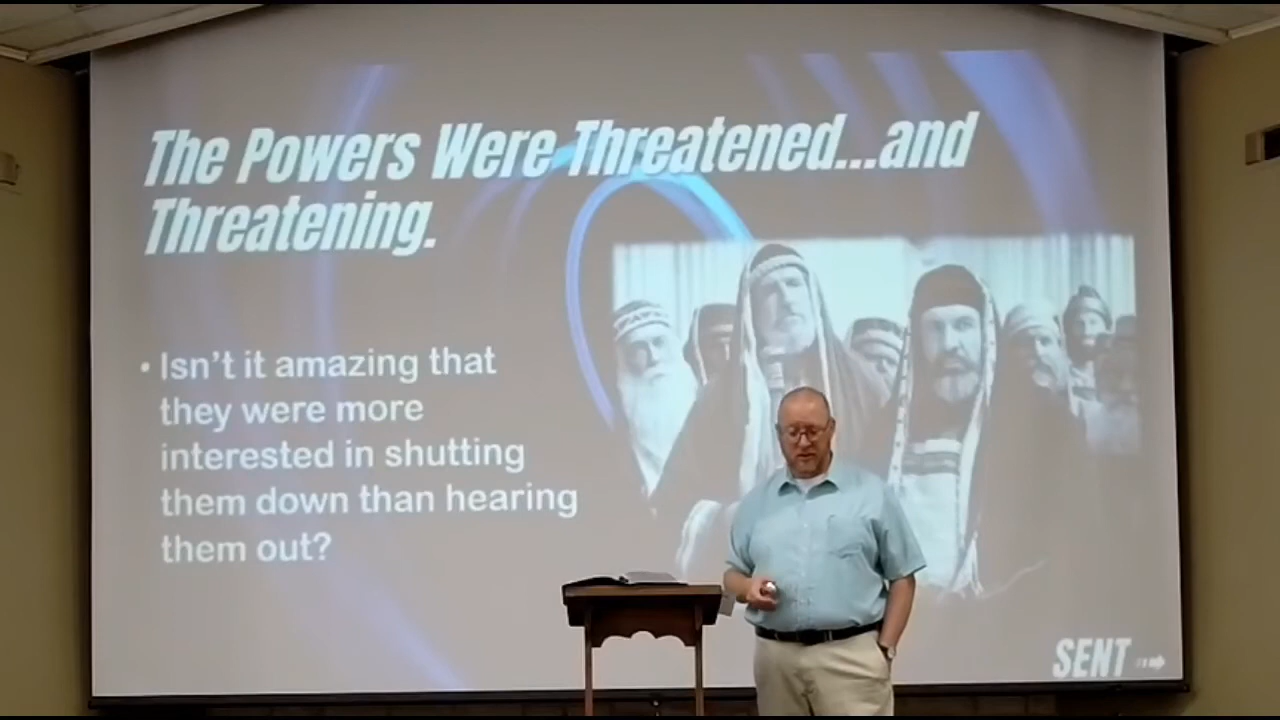 The Powers Were Threatened...and
Threatening.
• Isn't it amazing that
they were more
interested in shutting
them down than hearing
them out?
SENT